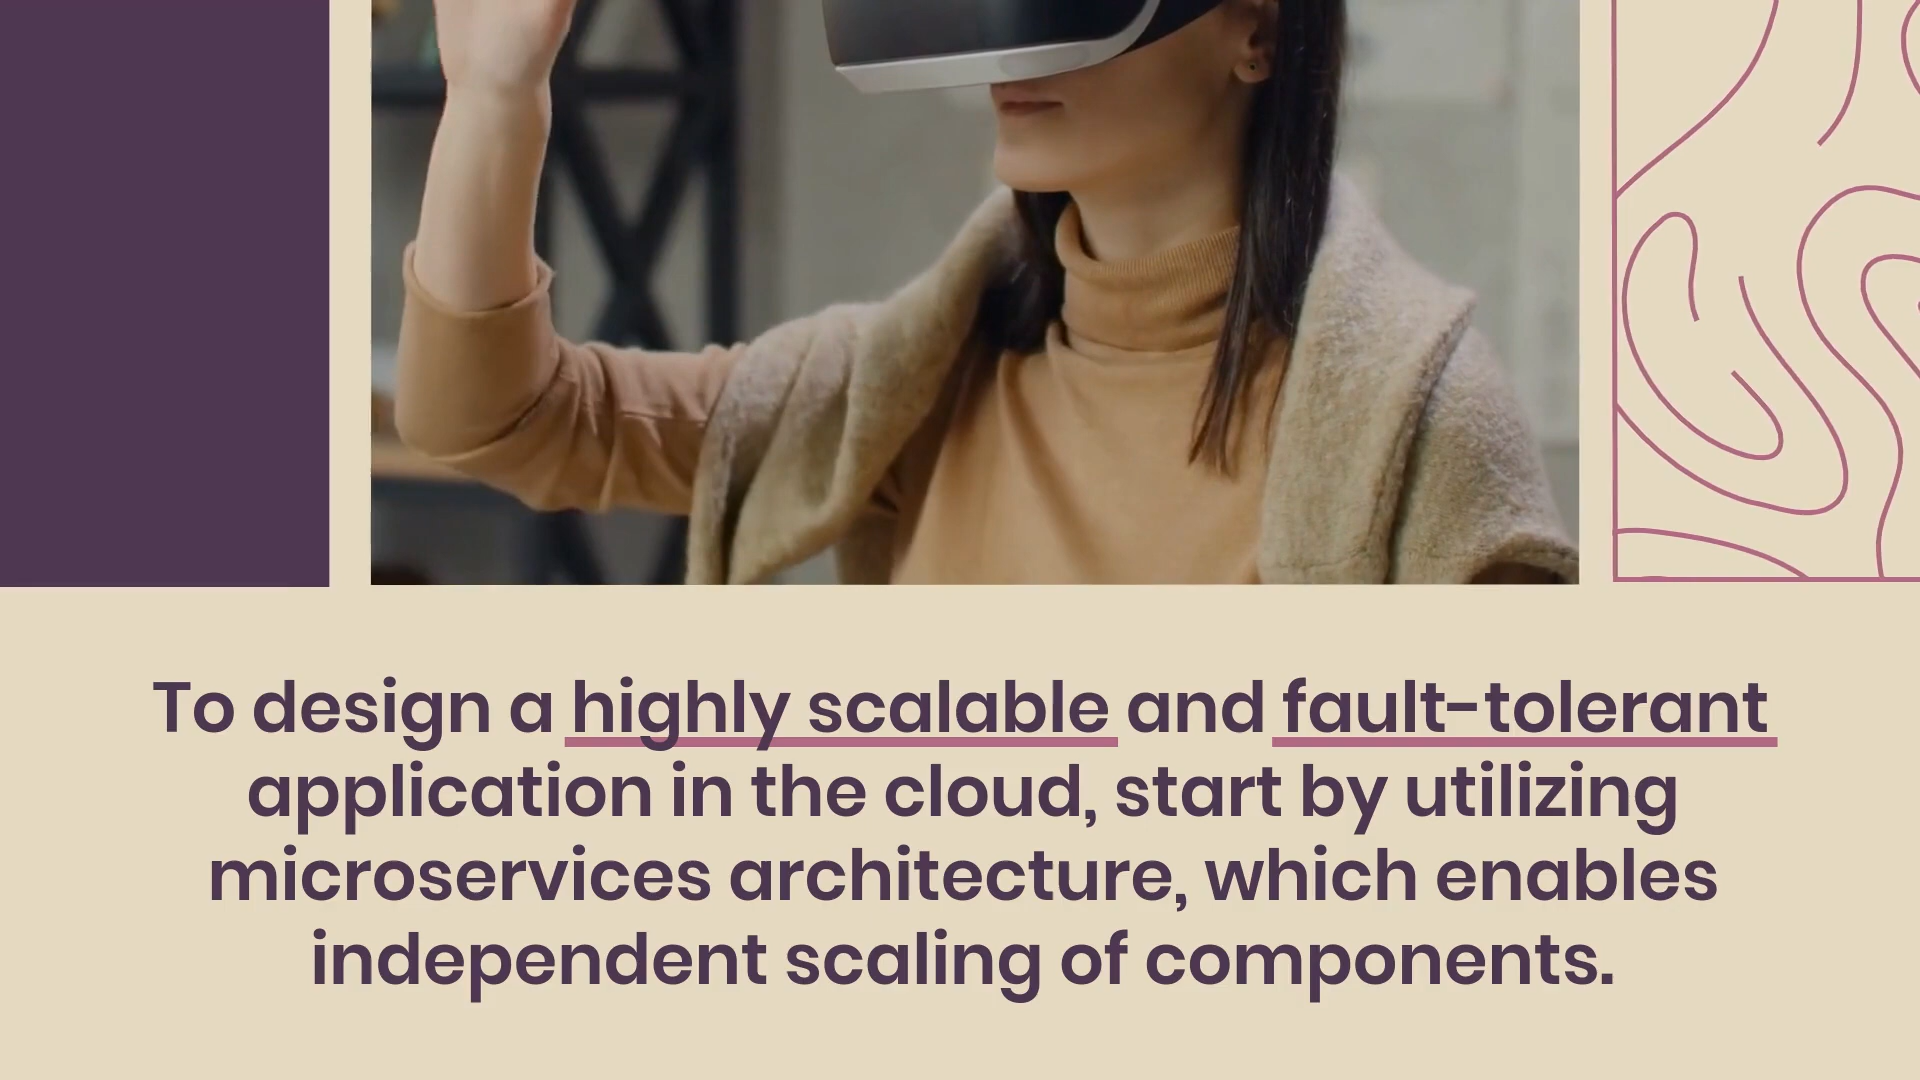 To design a highly scalable and fault-tolerant
application in the cloud, start by utilizing
microservices architecture, which enables
independent scaling of components.